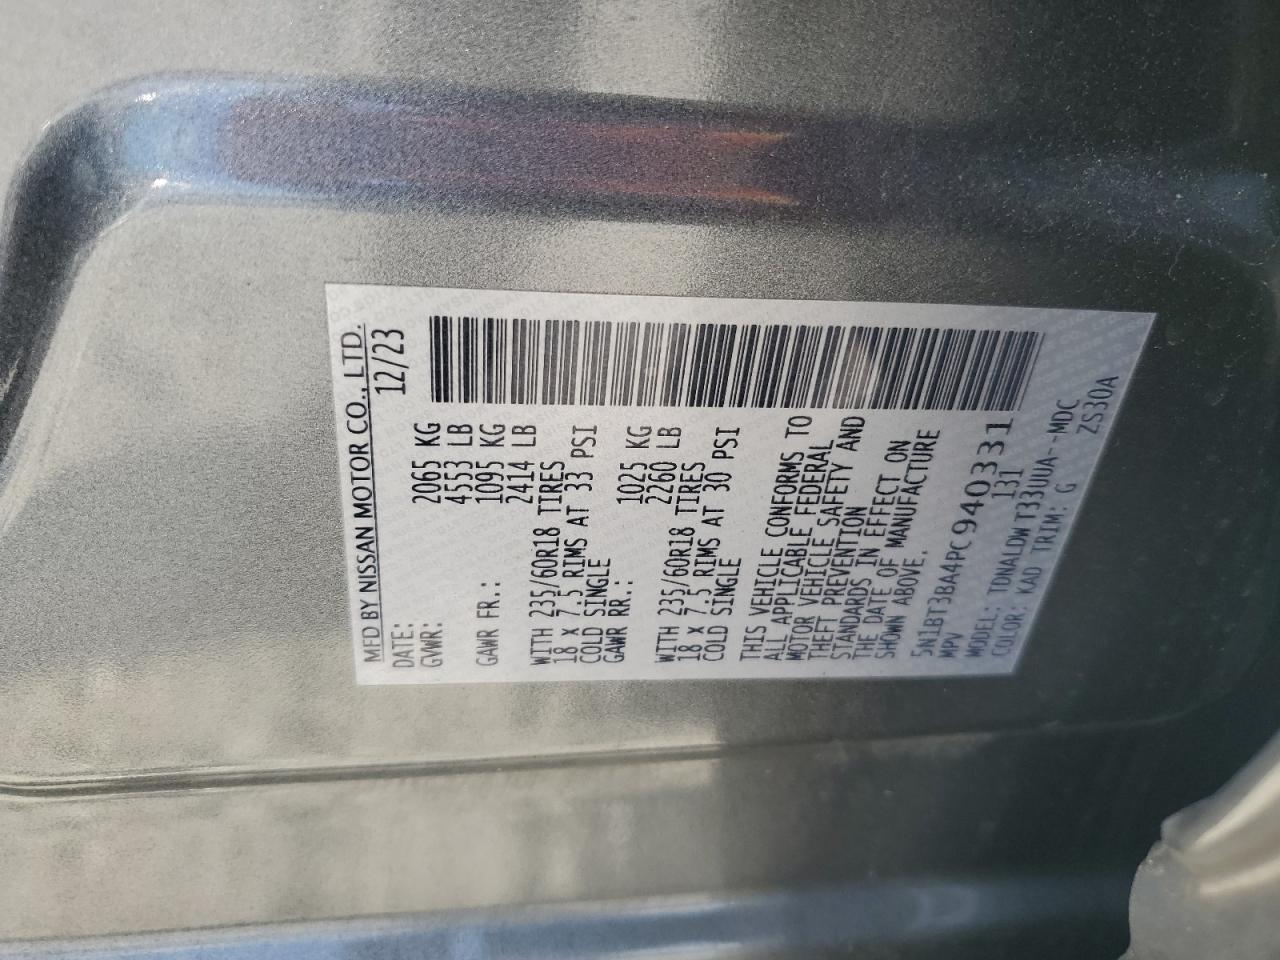 MFD BY NISSAN MOTOR CO., LTD.
DATE: 12/23
GVWR: 2065 KG
4553 LB
GAWR FR.: 1095 KG
2414 LB
WITH 235/60R18 TIRES
18 x 7.5 RIMS AT 33 PSI
COLD SINGLE
GAWR RR.: 1025 KG
2260 LB
WITH 235/60R18 TIRES
18 x 7.5 RIMS AT 30 PSI
COLD SINGLE
THIS VEHICLE CONFORMS TO
ALL APPLICABLE FEDERAL
MOTOR VEHICLE SAFETY AND
THEFT PREVENTION
STANDARDS IN EFFECT ON
THE DATE OF MANUFACTURE
SHOWN ABOVE.
5N1BT3BA4PC940331
MPV 131
MODEL: TDNALDWT33UUA--MDC
COLOR: KAD TRIM: G ZS30A